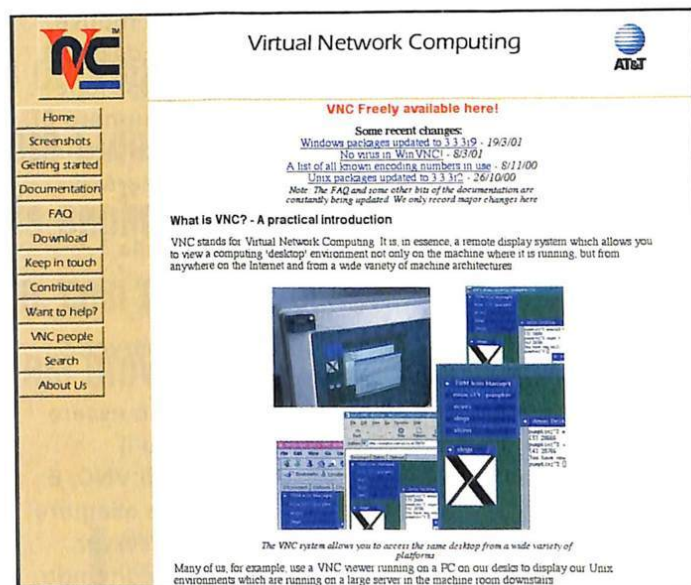 VNC
TM
Virtual Network Computing
AT&T
Home
Screenshots
Getting started
Documentation
FAQ
Download
Keep in touch
Contributed
Want to help?
VNC people
Search
About Us
VNC Freely available here!
Some recent changes:
Windows packages updated to 3.3.3r9 - 19/3/01
No virus in WinVNC! - 8/3/01
A list of all known encoding numbers in use - 8/11/00
Unix packages updated to 3.3.3r2 - 26/10/00
Note: The FAQ and some other bits of the documentation are
constantly being updated. We only record major changes here
What is VNC? - A practical introduction
VNC stands for Virtual Network Computing. It is, in essence, a remote display system which allows you
to view a computing 'desktop' environment not only on the machine where it is running, but from
anywhere on the Internet and from a wide variety of machine architectures
The VNC system allows you to access the same desktop from a wide variety of
platforms
Many of us, for example, use a VNC viewer running on a PC on our desks to display our Unix
environments which are running on a large server in the machine room downstairs